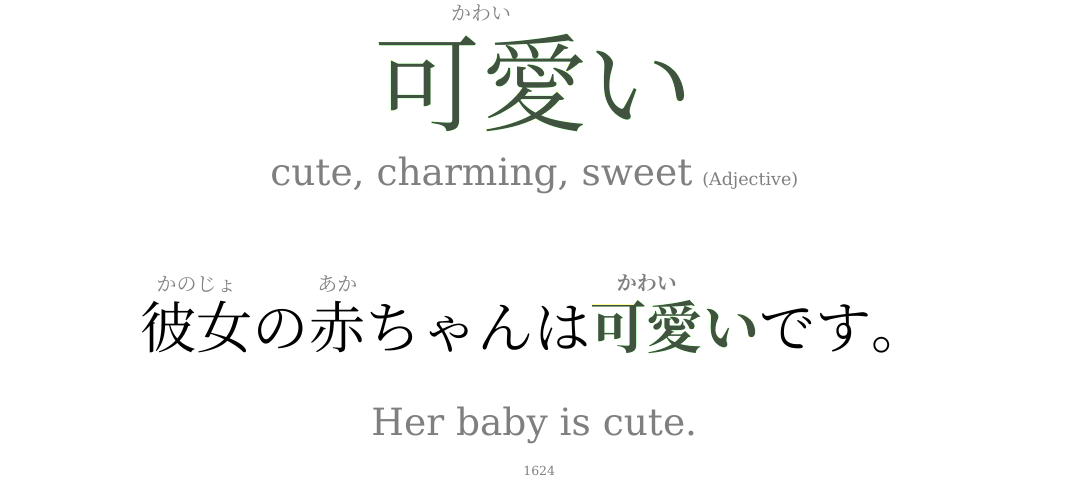 かわい
可愛い
cute, charming, sweet (Adjective)
かのじょ あか かわい
彼女の赤ちゃんは可愛いです。
Her baby is cute.
1624